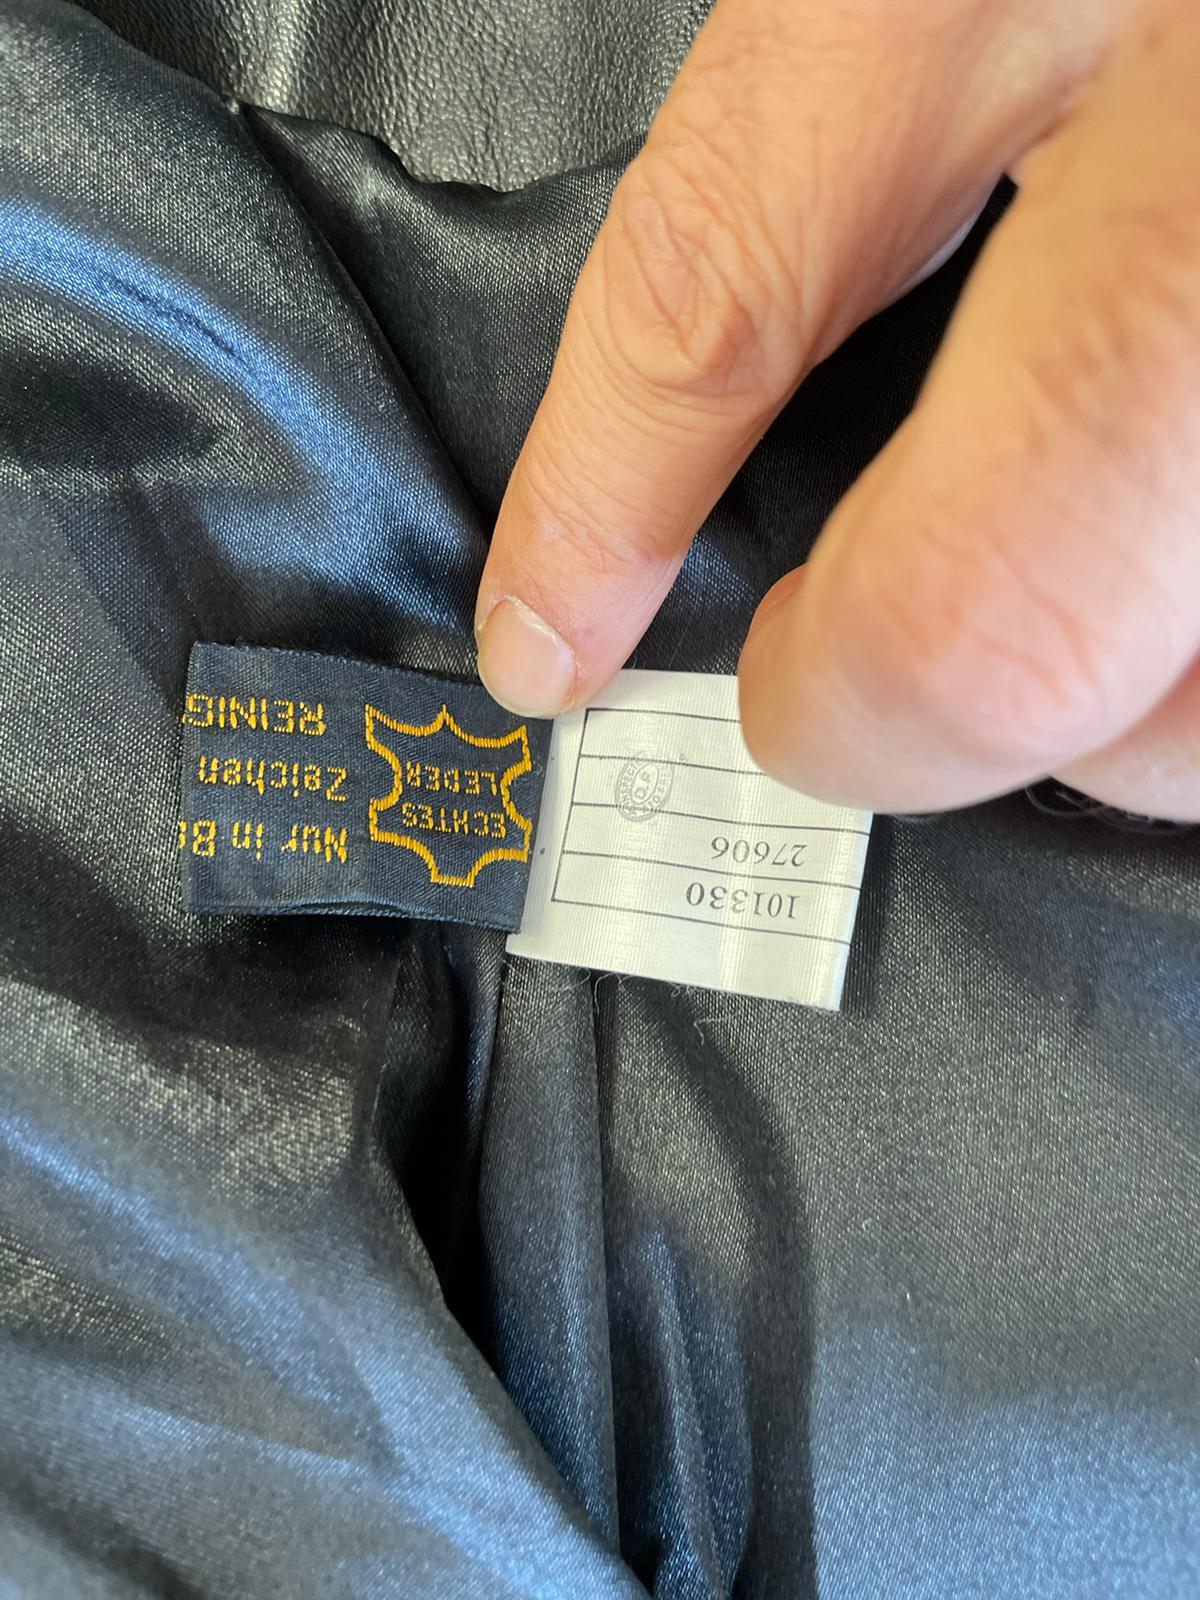 ECHTES
LEDER
Nur in B
Zeichen
REINIG
101330
27606